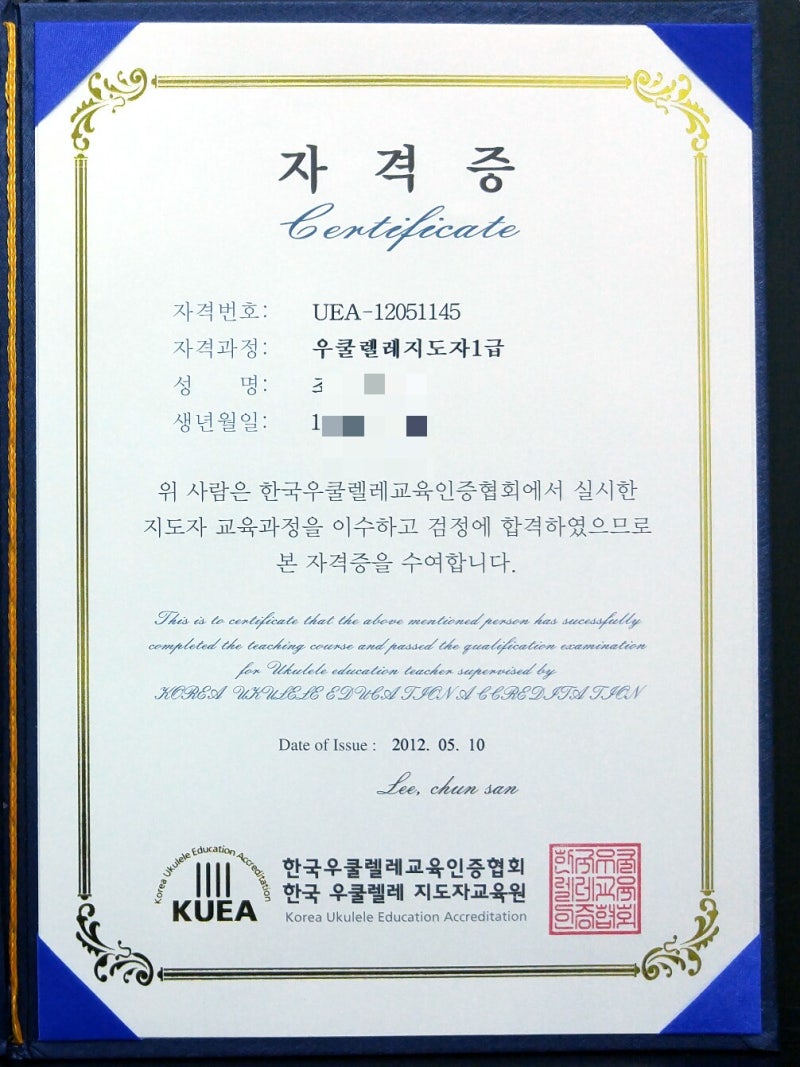 자 격 증
Certificate
자격번호: UEA-12051145
자격과정: 우쿨렐레지도자1급
성 명:
생년월일: 1
위 사람은 한국우쿨렐레교육인증협회에서 실시한
지도자 교육과정을 이수하고 검정에 합격하였으므로
본 자격증을 수여합니다.
This is to certificate that the above mentioned person has sucessfully
completed the teaching course and passed the qualification examination
for Ukulele education teacher supervised by
KOREA UKULELE EDUCATION ACCREDITATION
Date of Issue : 2012. 05. 10
Lee, chun san
Korea Ukulele Education Accreditation
KUEA
한국우쿨렐레교육인증협회
한국 우쿨렐레 지도자교육원
Korea Ukulele Education Accreditation